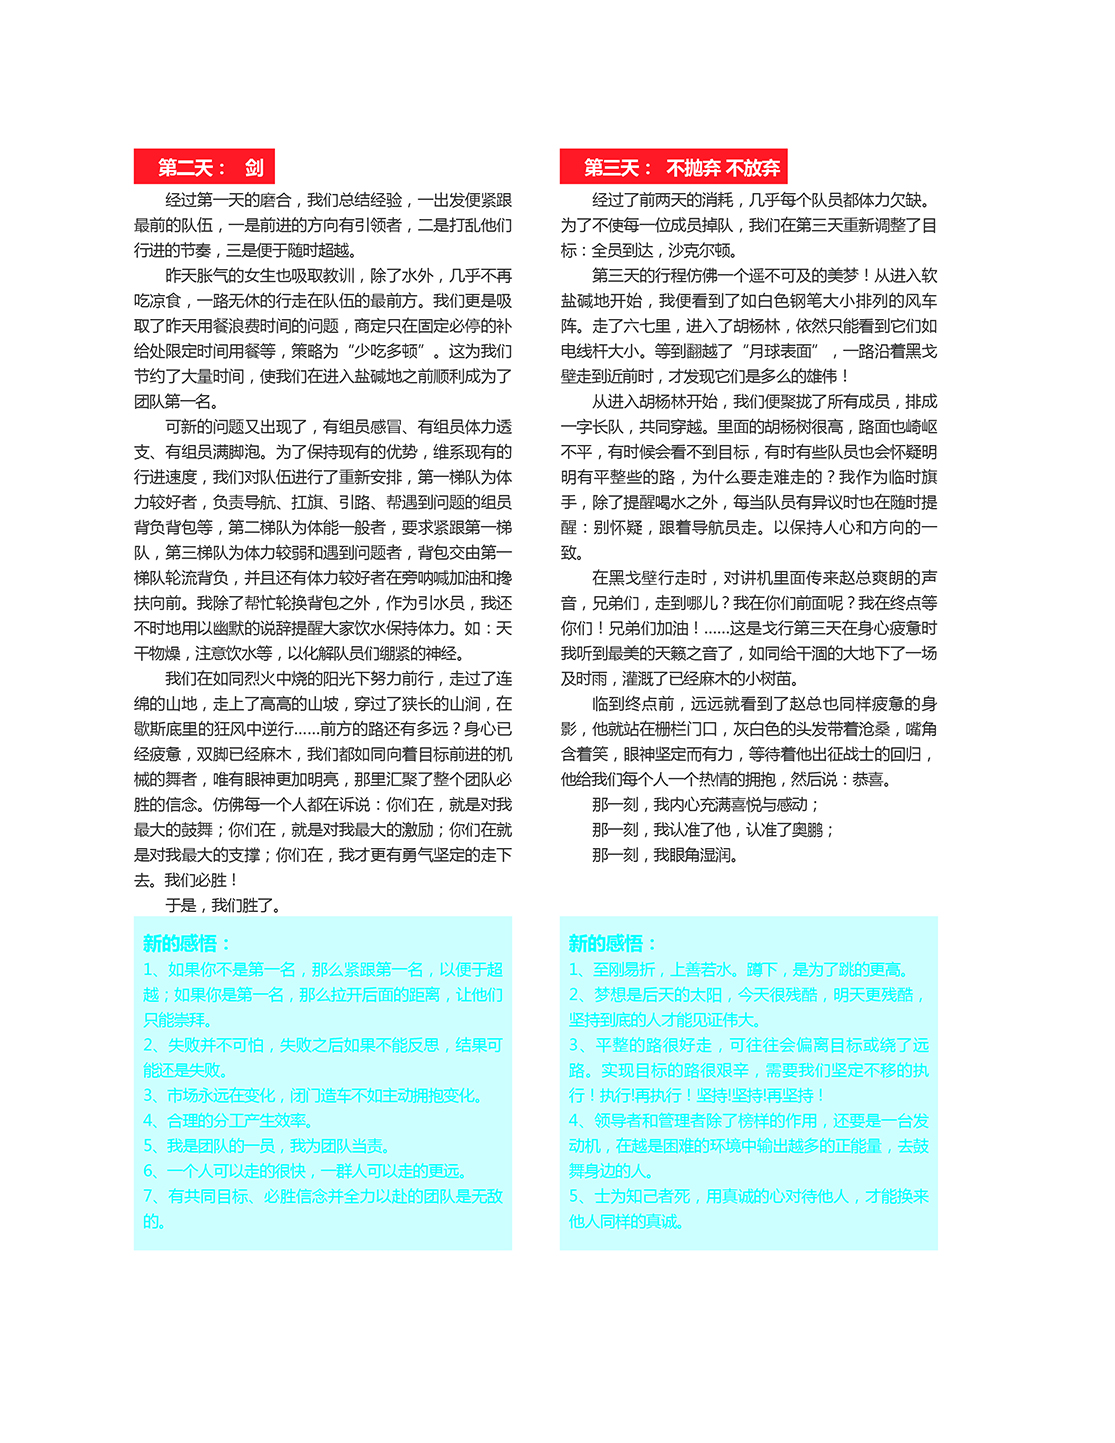 第二天： 剑
经过第一天的磨合，我们总结经验，一出发便紧跟
最前的队伍，一是前进的方向有引领者，二是打乱他们
行进的节奏，三是便于随时超越。
昨天胀气的女生也吸取教训，除了水外，几乎不再
吃凉食，一路无休的行走在队伍的最前方。我们更是吸
取了昨天用餐浪费时间的问题，商定只在固定必停的补
给处限定时间用餐等，策略为“少吃多顿”。这为我们
节约了大量时间，使我们在进入盐碱地之前顺利成为了
团队第一名。
可新的问题又出现了，有组员感冒、有组员体力透
支、有组员满脚泡。为了保持现有的优势，维系现有的
行进速度，我们对队伍进行了重新安排，第一梯队为体
力较好者，负责导航、扛旗、引路、帮遇到问题的组员
背负背包等，第二梯队为体能一般者，要求紧跟第一梯
队，第三梯队为体力较弱和遇到问题者，背包交由第一
梯队轮流背负，并且还有体力较好者在旁呐喊加油和搀
扶向前。我除了帮忙轮换背包之外，作为引水员，我还
不时地用以幽默的说辞提醒大家饮水保持体力。如：天
干物燥，注意饮水等，以化解队员们绷紧的神经。
我们在如同烈火中烧的阳光下努力前行，走过了连
绵的山地，走上了高高的山坡，穿过了狭长的山涧，在
歇斯底里的狂风中逆行……前方的路还有多远？身心已
经疲惫，双脚已经麻木，我们都如同向着目标前进的机
械的舞者，唯有眼神更加明亮，那里汇聚了整个团队必
胜的信念。仿佛每一个人都在诉说：你们在，就是对我
最大的鼓舞；你们在，就是对我最大的激励；你们在就
是对我最大的支撑；你们在，我才更有勇气坚定的走下
去。我们必胜！
于是，我们胜了。
新的感悟：
1、如果你不是第一名，那么紧跟第一名，以便于超
越；如果你是第一名，那么拉开后面的距离，让他们
只能崇拜。
2、失败并不可怕，失败之后如果不能反思，结果可
能还是失败。
3、市场永远在变化，闭门造车不如主动拥抱变化。
4、合理的分工产生效率。
5、我是团队的一员，我为团队当责。
6、一个人可以走的很快，一群人可以走的更远。
7、有共同目标、必胜信念并全力以赴的团队是无敌
的。
第三天： 不抛弃 不放弃
经过了前两天的消耗，几乎每个队员都体力欠缺。
为了不使每一位成员掉队，我们在第三天重新调整了目
标：全员到达，沙克尔顿。
第三天的行程仿佛一个遥不可及的美梦！从进入软
盐碱地开始，我便看到了如白色钢笔大小排列的风车
阵。走了六七里，进入了胡杨林，依然只能看到它们如
电线杆大小。等到翻越了“月球表面”，一路沿着黑戈
壁走到近前时，才发现它们是多么的雄伟！
从进入胡杨林开始，我们便聚拢了所有成员，排成
一字长队，共同穿越。里面的胡杨树很高，路面也崎岖
不平，有时候会看不到目标，有时有些队员也会怀疑明
明有平整些的路，为什么要走难走的？我作为临时旗
手，除了提醒喝水之外，每当队员有异议时也在随时提
醒：别怀疑，跟着导航员走。以保持人心和方向的一
致。
在黑戈壁行走时，对讲机里面传来赵总爽朗的声
音，兄弟们，走到哪儿？我在你们前面呢？我在终点等
你们！兄弟们加油！……这是戈行第三天在身心疲惫时
我听到最美的天籁之音了，如同给干涸的大地下了一场
及时雨，灌溉了已经麻木的小树苗。
临到终点前，远远就看到了赵总也同样疲惫的身
影，他就站在栅栏门口，灰白色的头发带着沧桑，嘴角
含着笑，眼神坚定而有力，等待着他出征战士的回归，
他给我们每个人一个热情的拥抱，然后说：恭喜。
那一刻，我内心充满喜悦与感动；
那一刻，我认准了他，认准了奥鹏；
那一刻，我眼角湿润。
新的感悟：
1、至刚易折，上善若水。蹲下，是为了跳的更高。
2、梦想是后天的太阳，今天很残酷，明天更残酷，
坚持到底的人才能见证伟大。
3、平整的路很好走，可往往会偏离目标或绕了远
路。实现目标的路很艰辛，需要我们坚定不移的执
行！执行!再执行！坚持!坚持!再坚持！
4、领导者和管理者除了榜样的作用，还要是一台发
动机，在越是困难的环境中输出越多的正能量，去鼓
舞身边的人。
5、士为知己者死，用真诚的心对待他人，才能换来
他人同样的真诚。